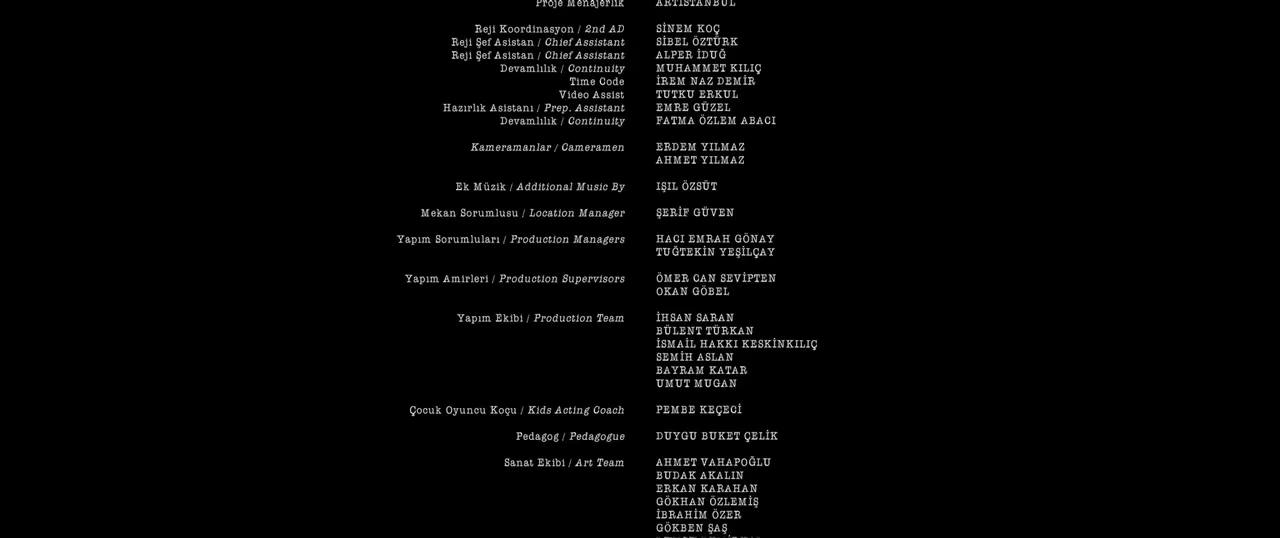 Proje Menajerlik ARTİSTANBUL
Reji Koordinasyon / 2nd AD SİNEM KOÇ
Reji Şef Asistan / Chief Assistant SİBEL ÖZTÜRK
Reji Şef Asistan / Chief Assistant ALPER İDUĞ
Devamlılık / Continuity MUHAMMET KILIÇ
Time Code İREM NAZ DEMİR
Video Assist TUTKU ERKUL
Hazırlık Asistanı / Prep. Assistant EMRE GÜZEL
Devamlılık / Continuity FATMA ÖZLEM ABACI
Kameramanlar / Cameramen ERDEM YILMAZ
AHMET YILMAZ
Ek Müzik / Additional Music By IŞIL ÖZSÜT
Mekan Sorumlusu / Location Manager ŞERİF GÜVEN
Yapım Sorumluları / Production Managers HACI EMRAH GÖNAY
TUĞTEKİN YEŞİLÇAY
Yapım Amirleri / Production Supervisors ÖMER CAN SEVİPTEN
OKAN GÖBEL
Yapım Ekibi / Production Team İHSAN SARAN
BÜLENT TÜRKAN
İSMAİL HAKKI KESKİNKILIÇ
SEMİH ASLAN
BAYRAM KATAR
UMUT MUGAN
Çocuk Oyuncu Koçu / Kids Acting Coach PEMBE KEÇECİ
Pedagog / Pedagogue DUYGU BUKET ÇELİK
Sanat Ekibi / Art Team AHMET VAHAPOĞLU
BUDAK AKALIN
ERKAN KARAHAN
GÖKHAN ÖZLEMİŞ
İBRAHİM ÖZER
GÖKBEN ŞAŞ